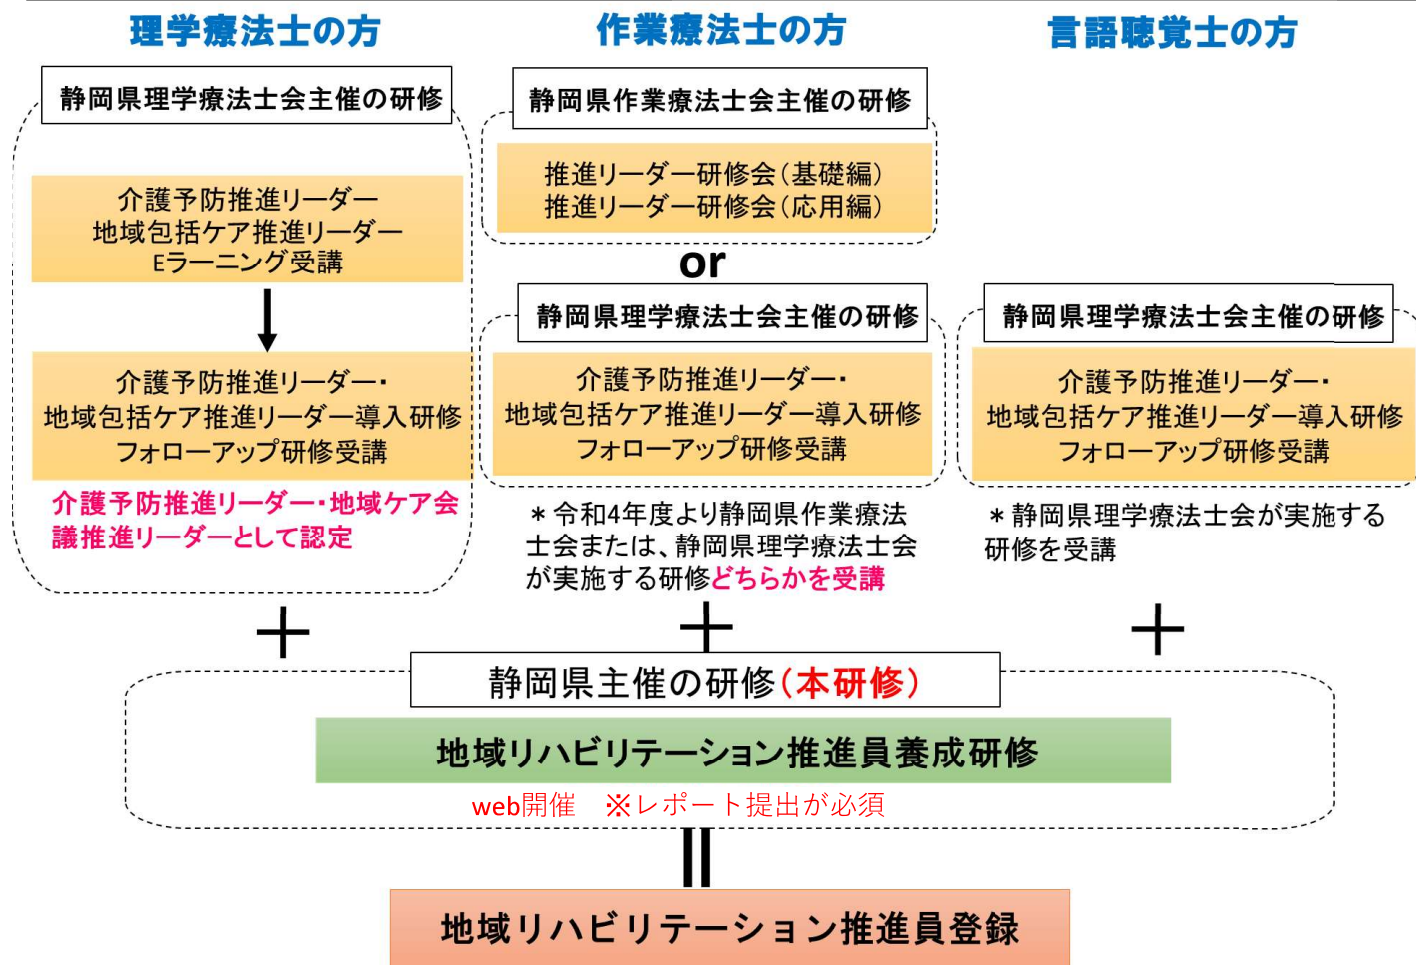 理学療法士の方
静岡県理学療法士会主催の研修
介護予防推進リーダー
地域包括ケア推進リーダー
Eラーニング受講
介護予防推進リーダー・
地域包括ケア推進リーダー導入研修
フォローアップ研修受講
介護予防推進リーダー・地域ケア会
議推進リーダーとして認定
作業療法士の方
静岡県作業療法士会主催の研修
推進リーダー研修会（基礎編）
推進リーダー研修会（応用編）
or
静岡県理学療法士会主催の研修
介護予防推進リーダー・
地域包括ケア推進リーダー導入研修
フォローアップ研修受講
＊令和4年度より静岡県作業療法
士会または、静岡県理学療法士会
が実施する研修どちらかを受講
言語聴覚士の方
静岡県理学療法士会主催の研修
介護予防推進リーダー・
地域包括ケア推進リーダー導入研修
フォローアップ研修受講
＊静岡県理学療法士会が実施する
研修を受講
静岡県主催の研修（本研修）
地域リハビリテーション推進員養成研修
web開催　※レポート提出が必須
地域リハビリテーション推進員登録